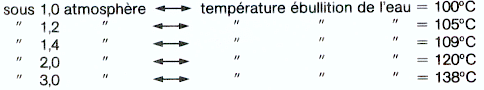 sous 1,0 atmosphère ⟷ température ébullition de l'eau = 100°C
" 1,2 " ⟷ " " " = 105°C
" 1,4 " ⟷ " " " = 109°C
" 2,0 " ⟷ " " " = 120°C
" 3,0 " ⟷ " " " = 138°C